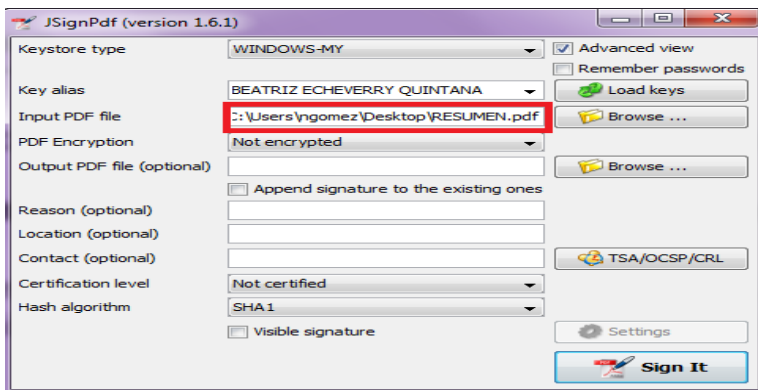 JSignPdf (version 1.6.1)
Keystore type WINDOWS-MY Advanced view
Remember passwords
Key alias BEATRIZ ECHEVERRY QUINTANA Load keys
Input PDF file C:\Users\ngomez\Desktop\RESUMEN.pdf Browse ...
PDF Encryption Not encrypted
Output PDF file (optional) Browse ...
Append signature to the existing ones
Reason (optional)
Location (optional)
Contact (optional) TSA/OCSP/CRL
Certification level Not certified
Hash algorithm SHA1
Visible signature Settings
Sign It